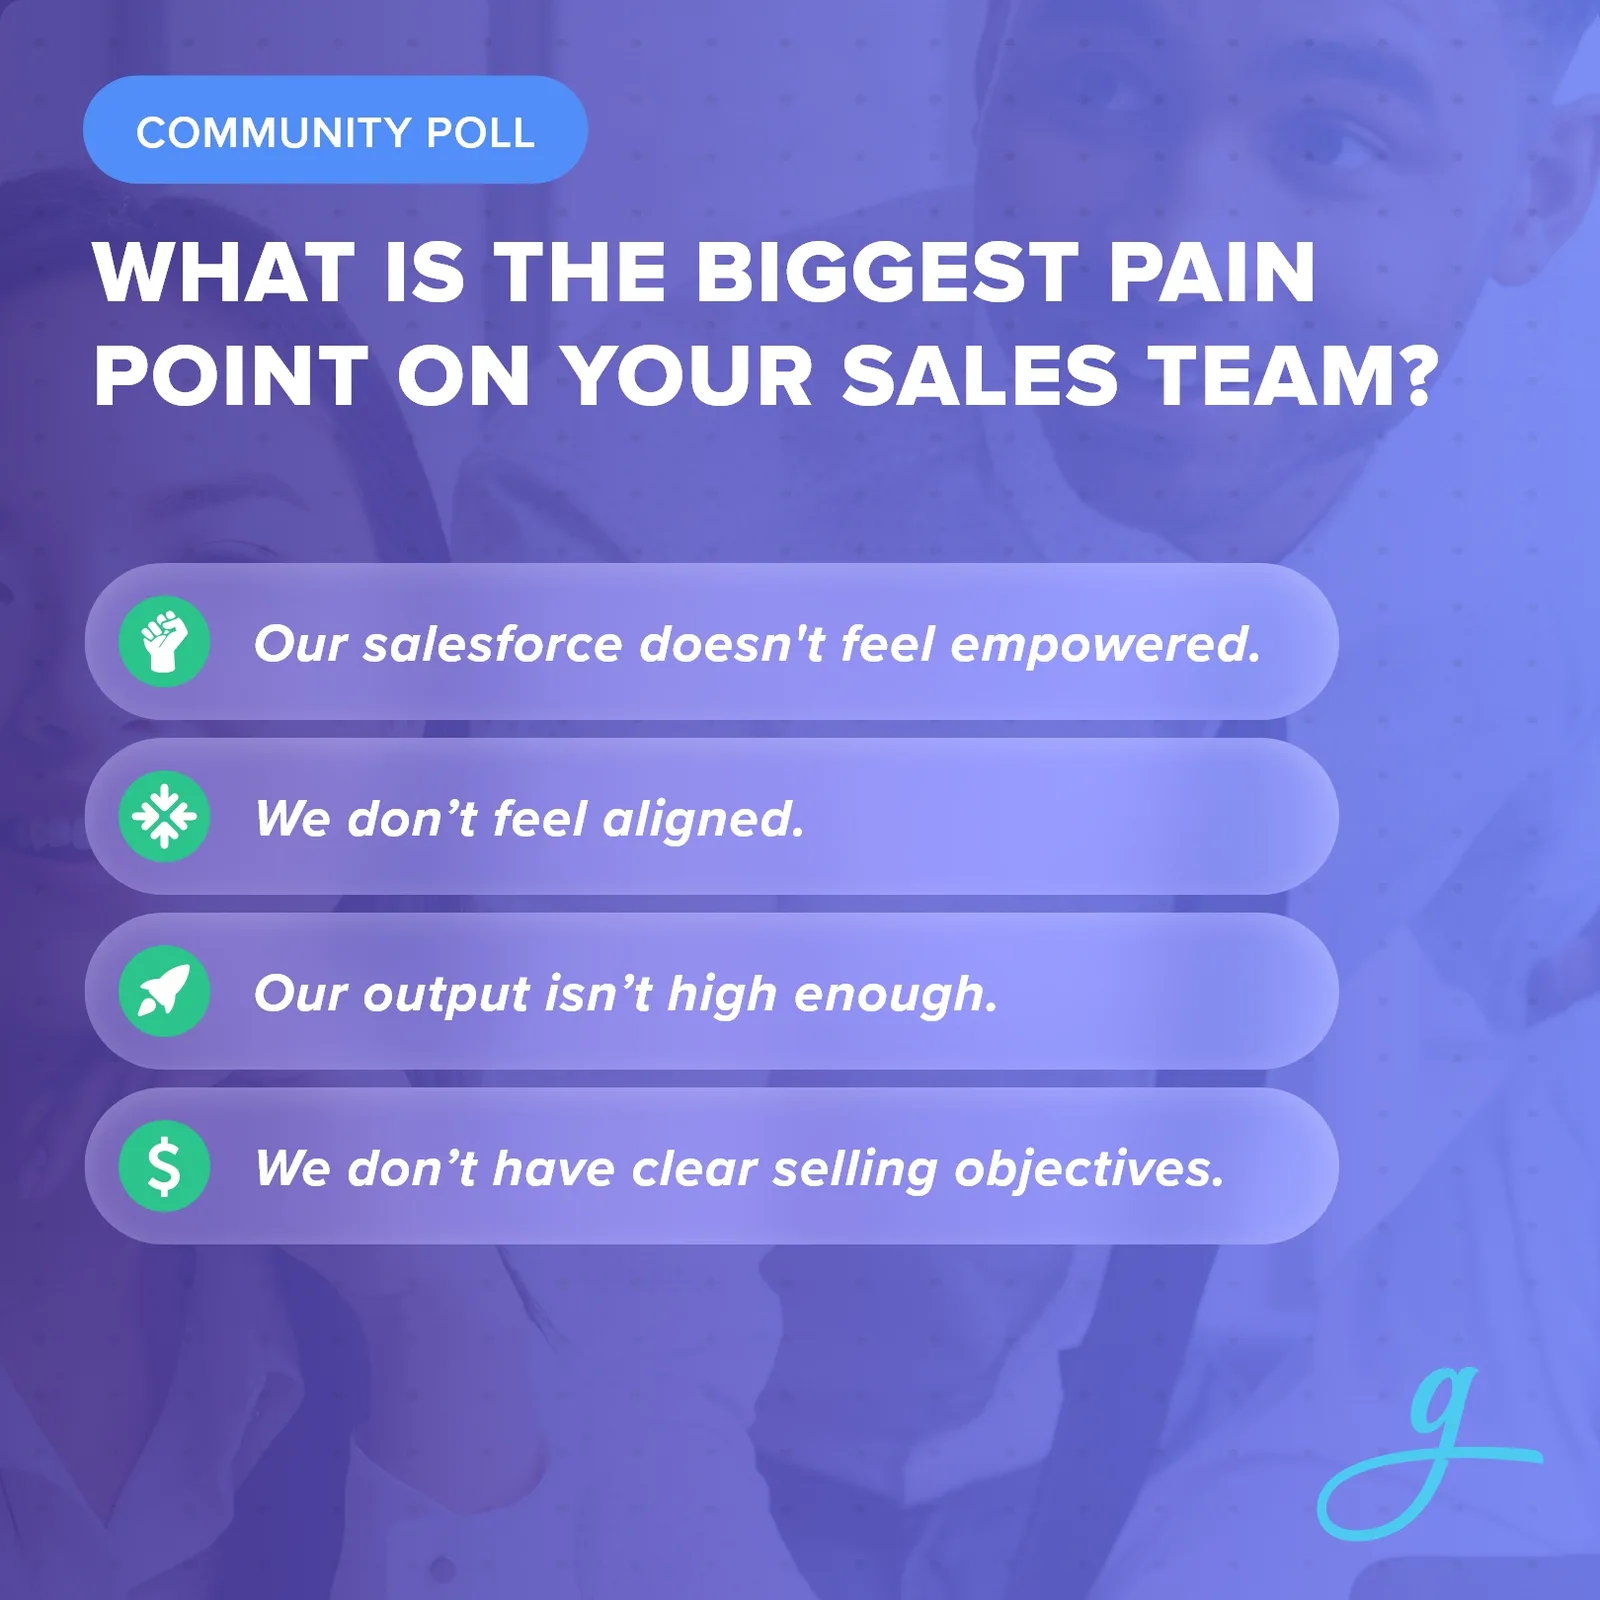 COMMUNITY POLL
WHAT IS THE BIGGEST PAIN
POINT ON YOUR SALES TEAM?
Our salesforce doesn't feel empowered.
We don’t feel aligned.
Our output isn’t high enough.
$
We don’t have clear selling objectives.
g